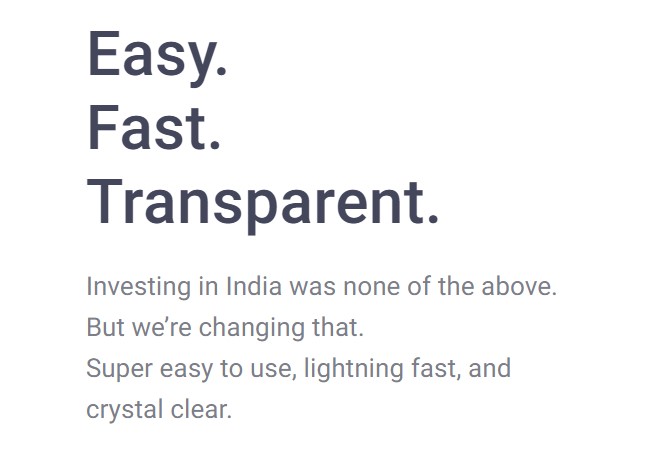 Easy.
Fast.
Transparent.
Investing in India was none of the above.
But we’re changing that.
Super easy to use, lightning fast, and
crystal clear.